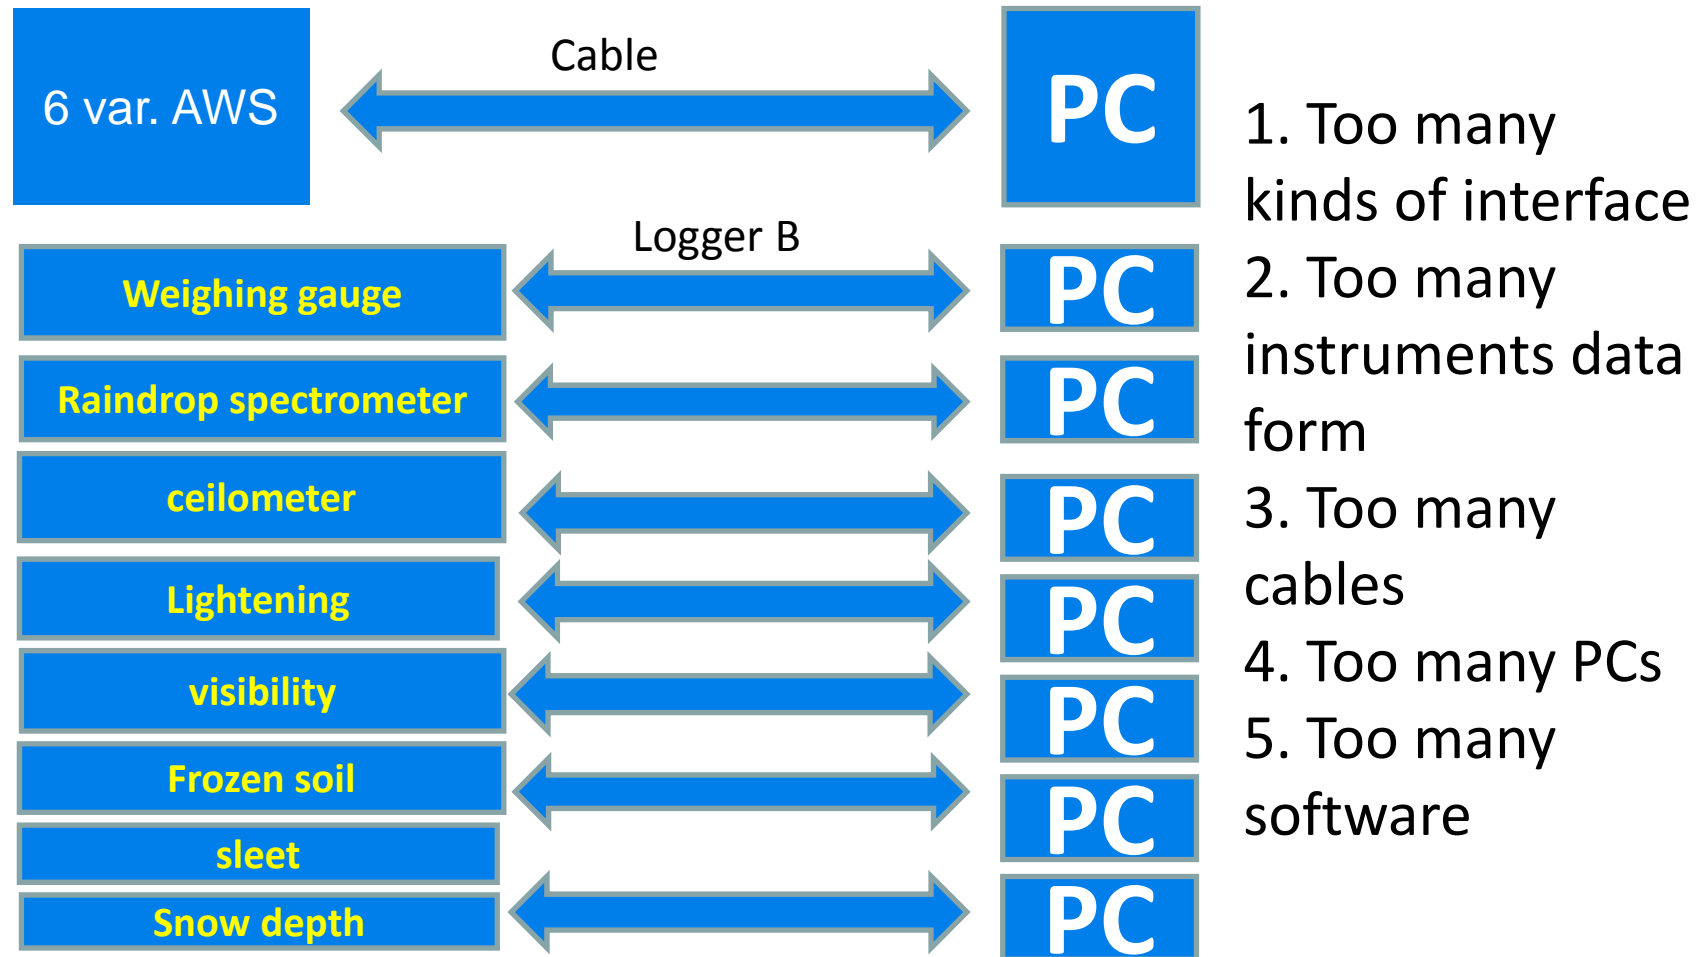 6 var. AWS
Cable
PC
Weighing gauge
Logger B
PC
Raindrop spectrometer
PC
ceilometer
PC
Lightening
PC
visibility
PC
Frozen soil
PC
sleet
Snow depth
PC
1. Too many
kinds of interface
2. Too many
instruments data
form
3. Too many
cables
4. Too many PCs
5. Too many
software